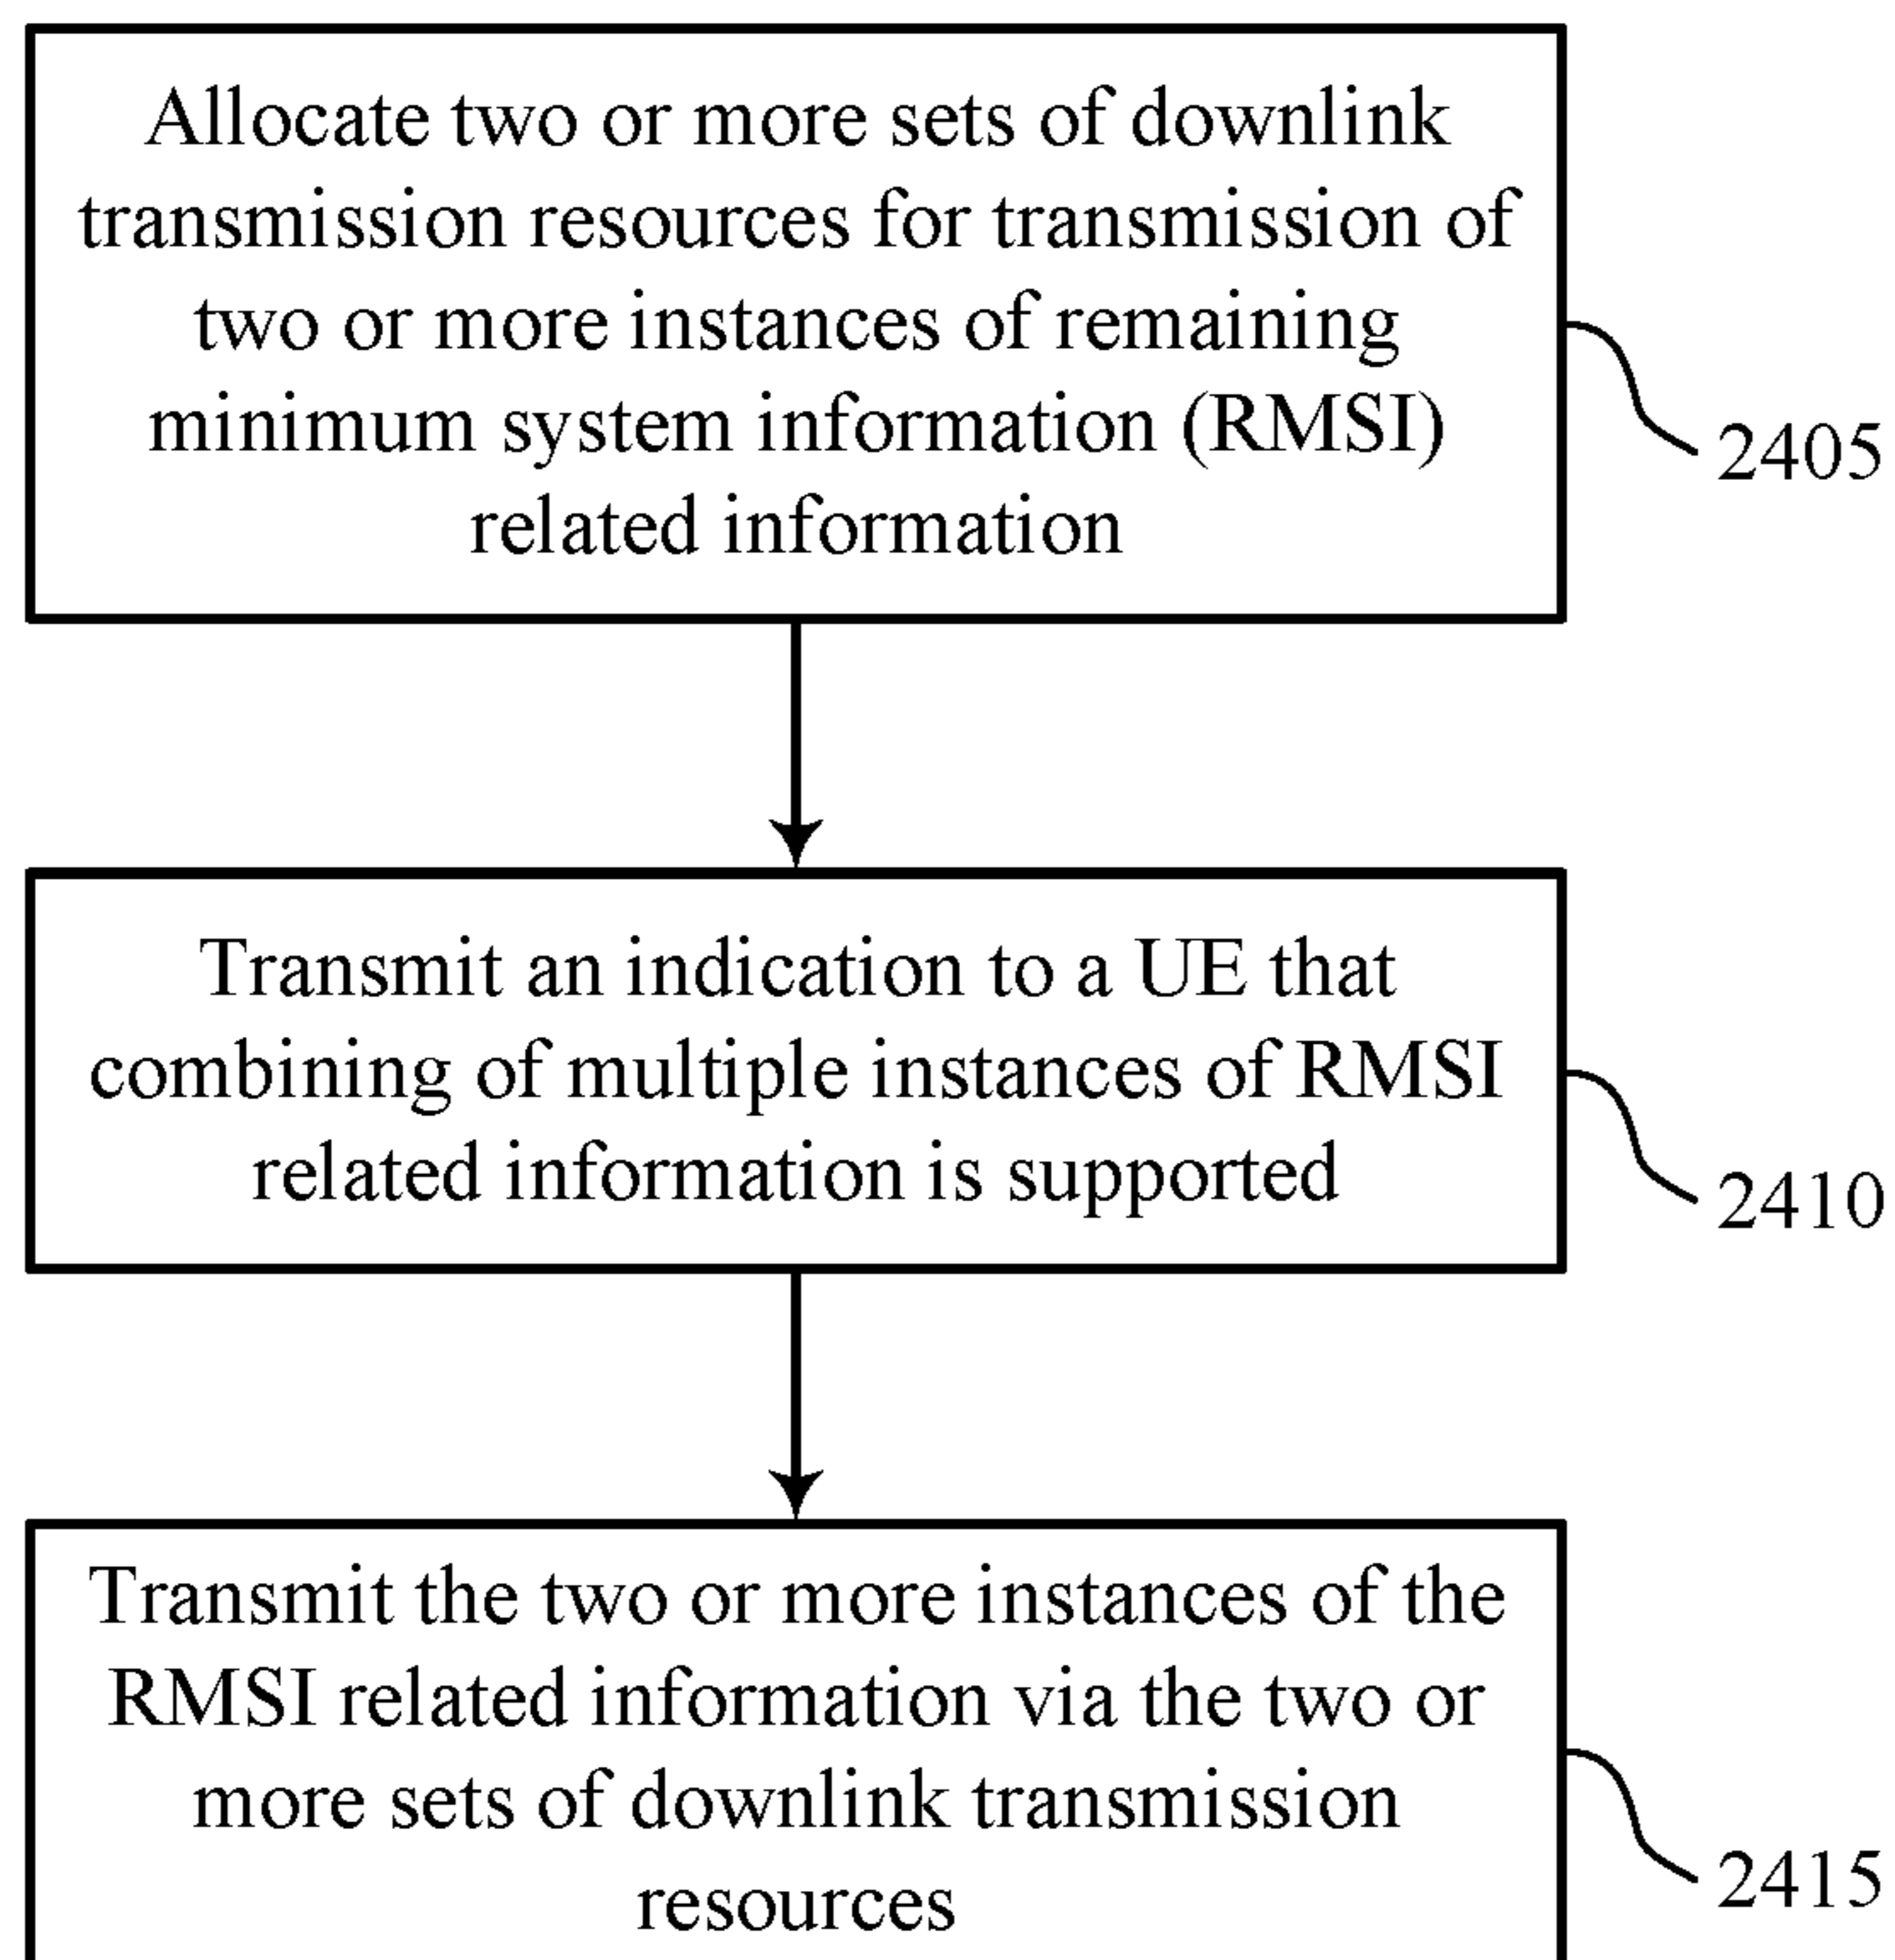 Allocate two or more sets of downlink
transmission resources for transmission of
two or more instances of remaining
minimum system information (RMSI)
related information
2405
Transmit an indication to a UE that
combining of multiple instances of RMSI
related information is supported
2410
Transmit the two or more instances of the
RMSI related information via the two or
more sets of downlink transmission
resources
2415